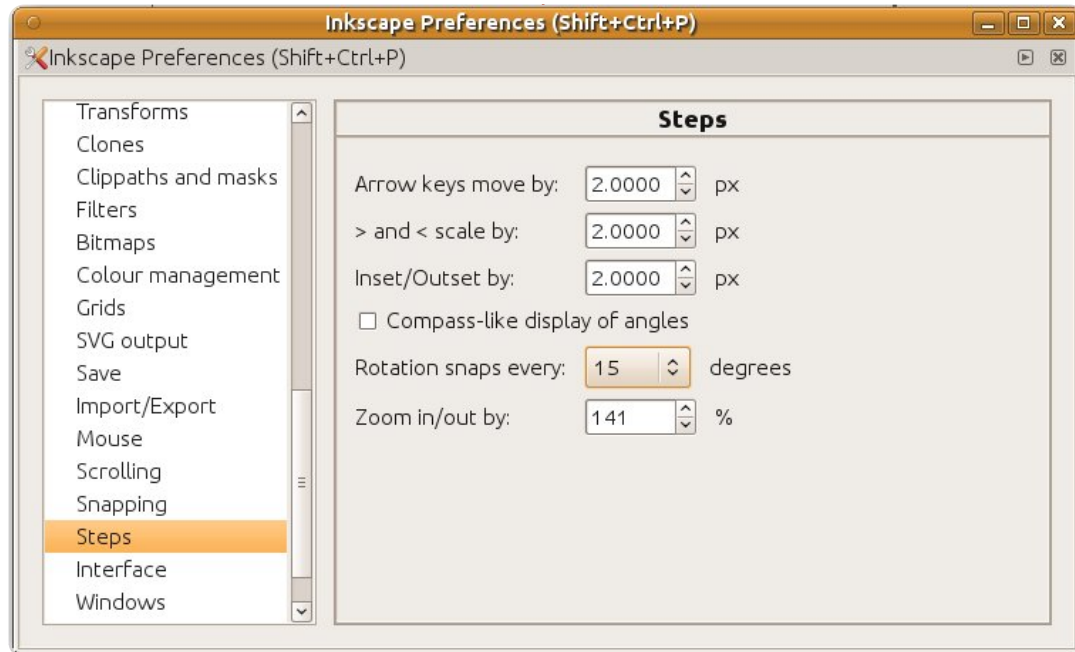 Inkscape Preferences (Shift+Ctrl+P)
Inkscape Preferences (Shift+Ctrl+P)
Transforms
Clones
Clippaths and masks
Filters
Bitmaps
Colour management
Grids
SVG output
Save
Import/Export
Mouse
Scrolling
Snapping
Steps
Interface
Windows
Steps
Arrow keys move by: 2.0000 px
> and < scale by: 2.0000 px
Inset/Outset by: 2.0000 px
Compass-like display of angles
Rotation snaps every: 15 degrees
Zoom in/out by: 141 %